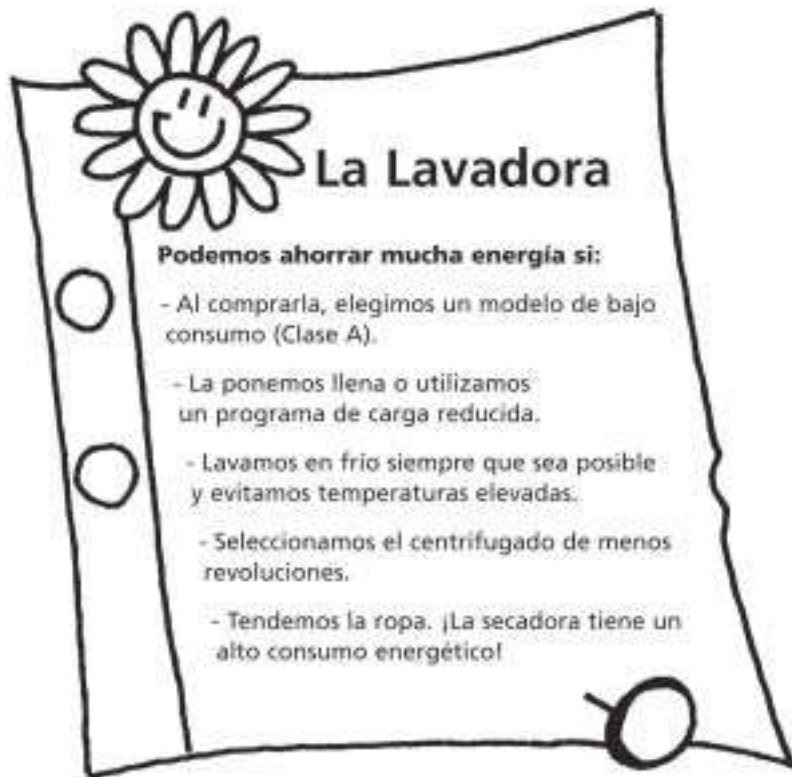 La Lavadora
Podemos ahorrar mucha energía si:
- Al comprarla, elegimos un modelo de bajo
consumo (Clase A).
- La ponemos llena o utilizamos
un programa de carga reducida.
- Lavamos en frío siempre que sea posible
y evitamos temperaturas elevadas.
- Seleccionamos el centrifugado de menos
revoluciones.
- Tendemos la ropa. ¡La secadora tiene un
alto consumo energético!